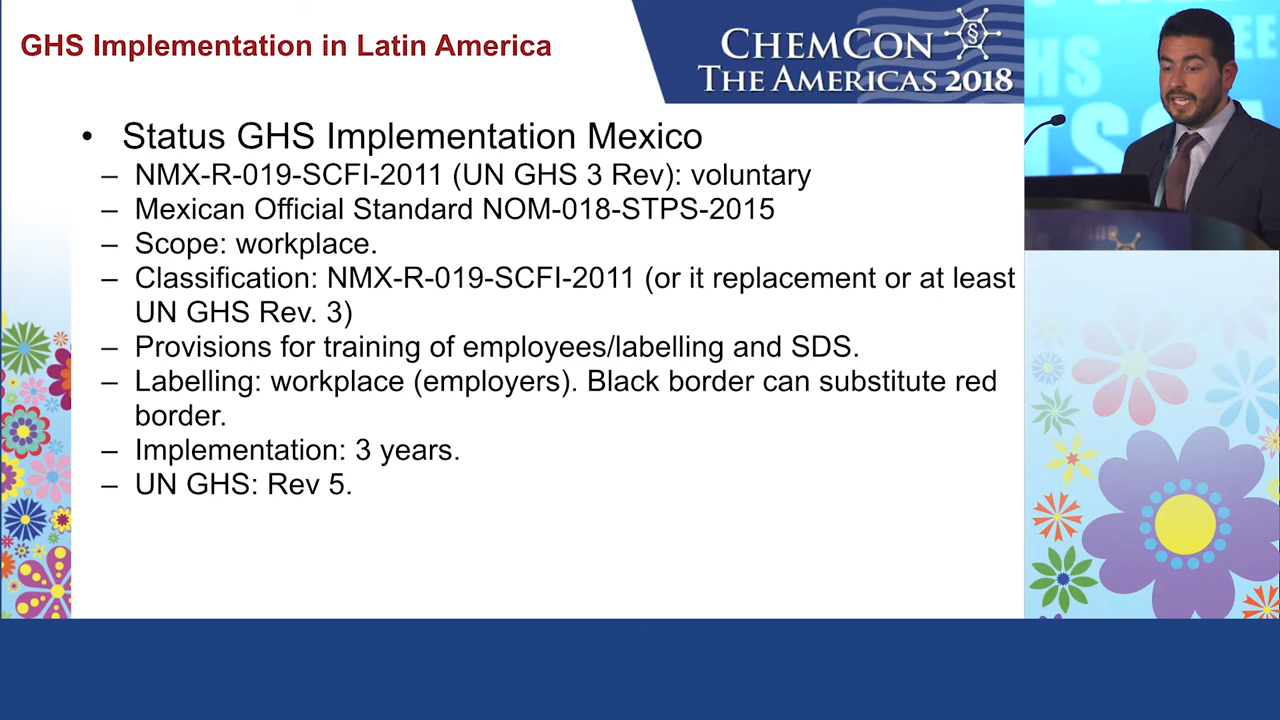 GHS Implementation in Latin America
CHEMCON
THE AMERICAS 2018
• Status GHS Implementation Mexico
– NMX-R-019-SCFI-2011 (UN GHS 3 Rev): voluntary
– Mexican Official Standard NOM-018-STPS-2015
– Scope: workplace.
– Classification: NMX-R-019-SCFI-2011 (or it replacement or at least
UN GHS Rev. 3)
– Provisions for training of employees/labelling and SDS.
– Labelling: workplace (employers). Black border can substitute red
border.
– Implementation: 3 years.
– UN GHS: Rev 5.